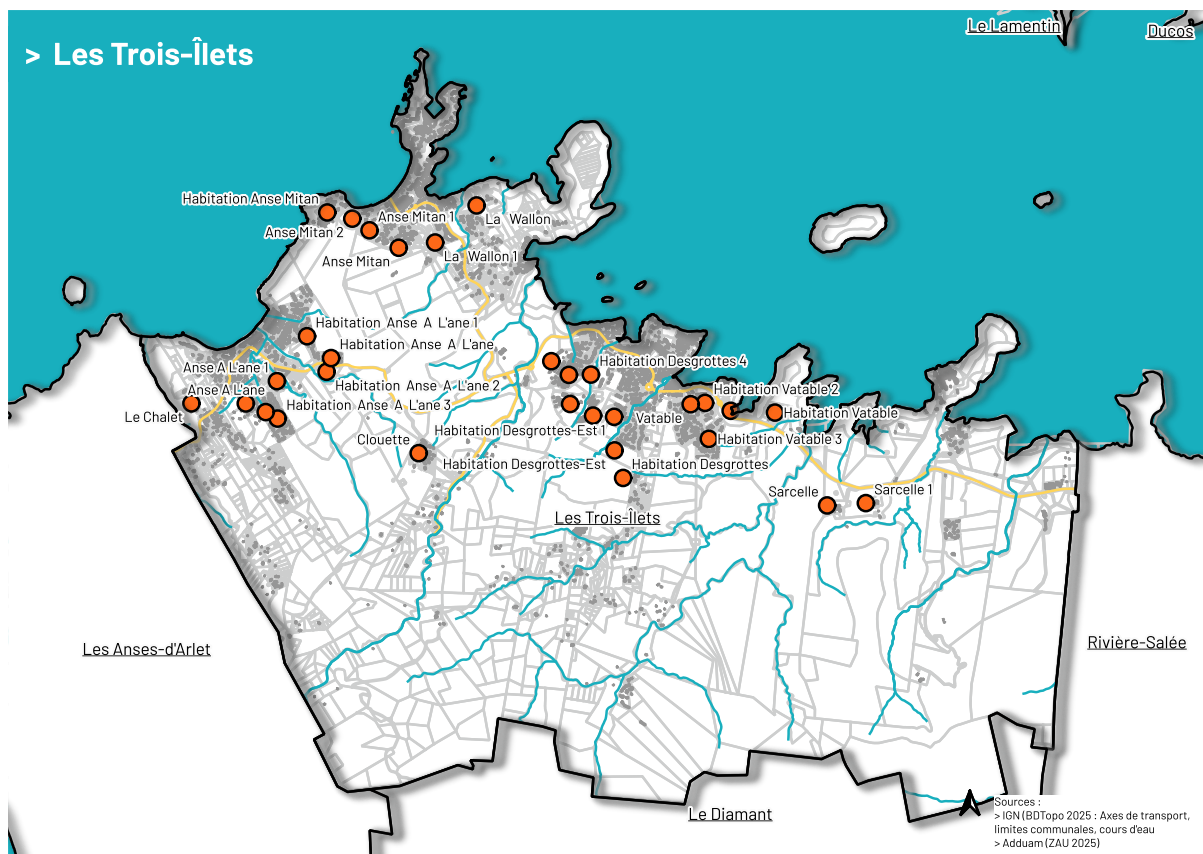 Le Lamentin
Ducos
> Les Trois-Îlets
Habitation Anse Mitan
Anse Mitan 1
La Wallon
Anse Mitan 2
Anse Mitan
La Wallon 1
Habitation Anse A L'ane 1
Habitation Anse A L'ane
Habitation Desgrottes 4
Anse A L'ane 1
Habitation Anse A L'ane 2
Anse A L'ane
Habitation Vatable 2
Habitation Anse A L'ane 3
Le Chalet
Vatable
Habitation Vatable
Habitation Desgrottes-Est 1
Clouette
Habitation Vatable 3
Habitation Desgrottes-Est
Habitation Desgrottes
Sarcelle
Sarcelle 1
Les Trois-Îlets
Les Anses-d'Arlet
Rivière-Salée
Le Diamant
Sources :
> IGN (BDTopo 2025 : Axes de transport,
limites communales, cours d'eau
> Adduam (ZAU 2025)